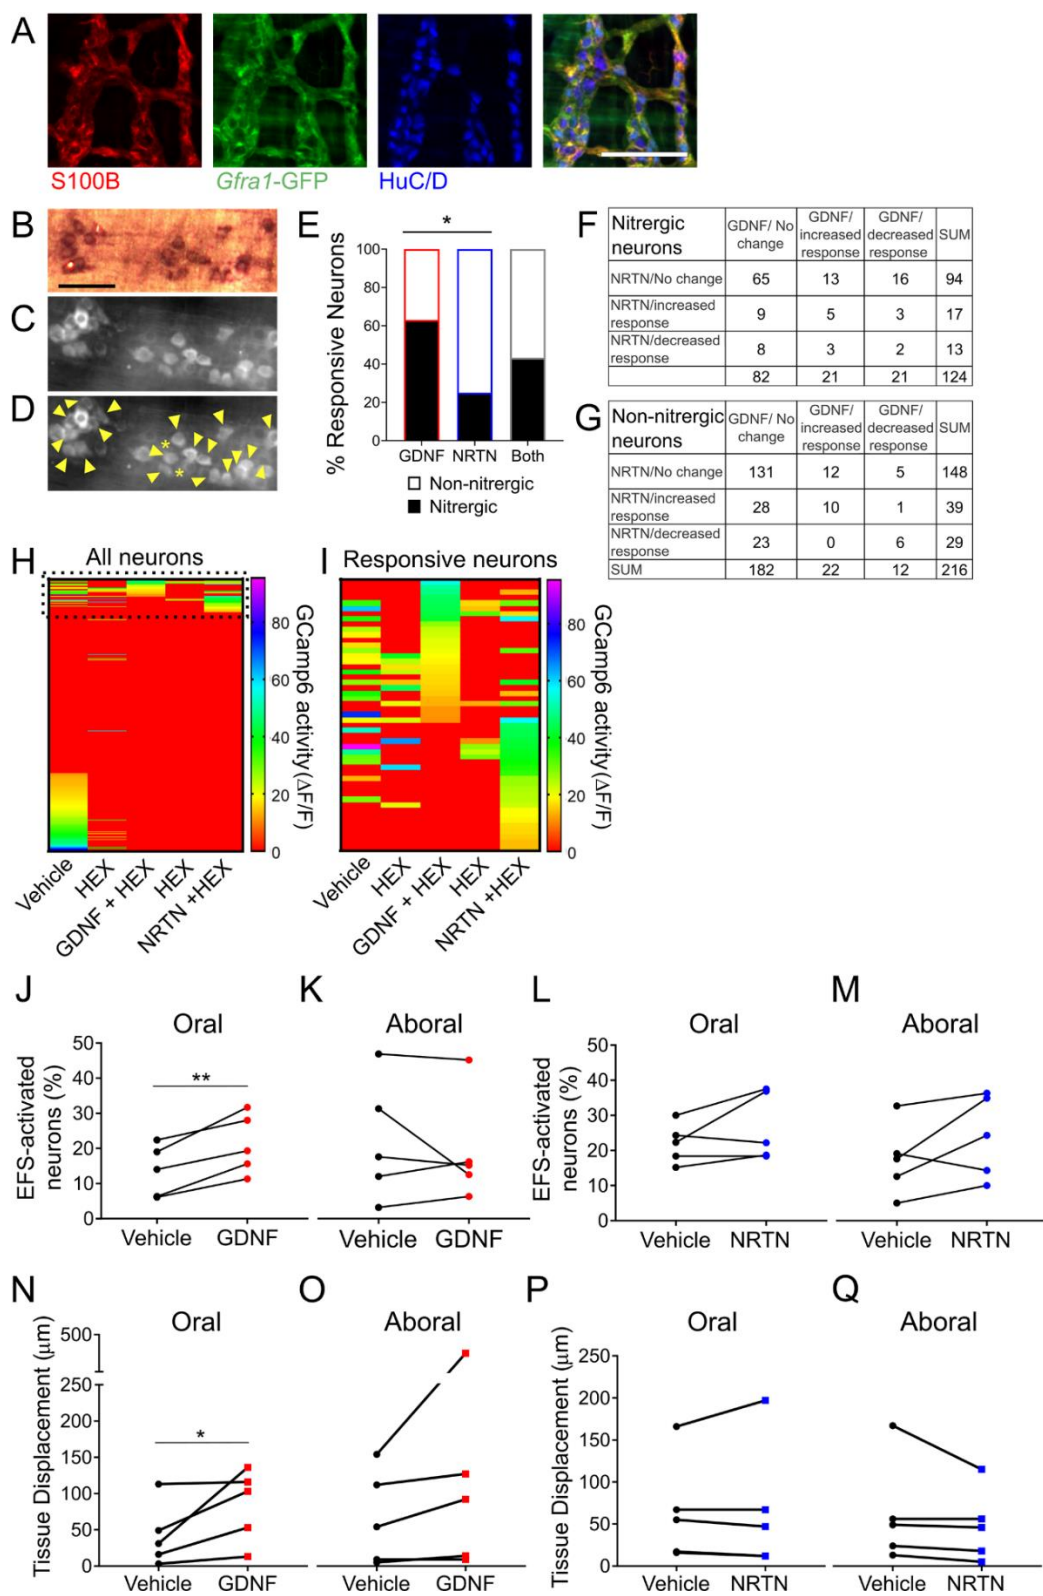 A
S100B
Gfra1-GFP
HuC/D
B
C
D
*
*
E
*
% Responsive Neurons
100
80
60
40
20
0
GDNF NRTN Both
Non-nitrergic
Nitrergic
F
Nitrergic neurons
GDNF/ No change
GDNF/ increased response
GDNF/ decreased response
SUM
NRTN/No change 65 13 16 94
NRTN/increased response 9 5 3 17
NRTN/decreased response 8 3 2 13
82 21 21 124
G
Non-nitrergic neurons
GDNF/ No change
GDNF/ increased response
GDNF/ decreased response
SUM
NRTN/No change 131 12 5 148
NRTN/increased response 28 10 1 39
NRTN/decreased response 23 0 6 29
SUM 182 22 12 216
H
All neurons
80
60
40
20
0
GCamp6 activity (ΔF/F)
Vehicle
HEX
GDNF + HEX
HEX
NRTN +HEX
I
Responsive neurons
80
60
40
20
0
GCamp6 activity (ΔF/F)
Vehicle
HEX
GDNF + HEX
HEX
NRTN +HEX
J
Oral
EFS-activated neurons (%)
50
40
30
20
10
0
**
Vehicle GDNF
K
Aboral
Vehicle GDNF
L
Oral
EFS-activated neurons (%)
50
40
30
20
10
0
Vehicle NRTN
M
Aboral
Vehicle NRTN
N
Oral
Tissue Displacement (μm)
500
250
200
150
100
50
0
*
Vehicle GDNF
O
Aboral
Vehicle GDNF
P
Oral
Tissue Displacement (μm)
250
200
150
100
50
0
Vehicle NRTN
Q
Aboral
Vehicle NRTN